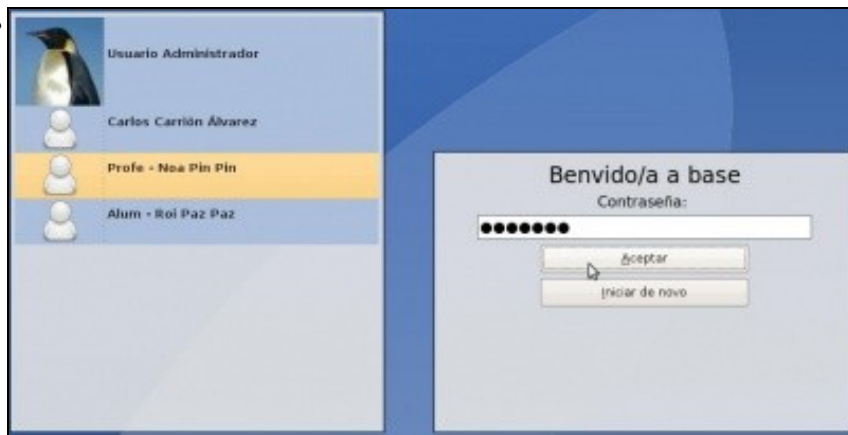 Usuario Administrador
Carlos Carrión Álvarez
Profe - Noa Pin Pin
Alum - Roi Paz Paz
Benvido/a a base
Contraseña:
●●●●●●●
Aceptar
Iniciar de novo